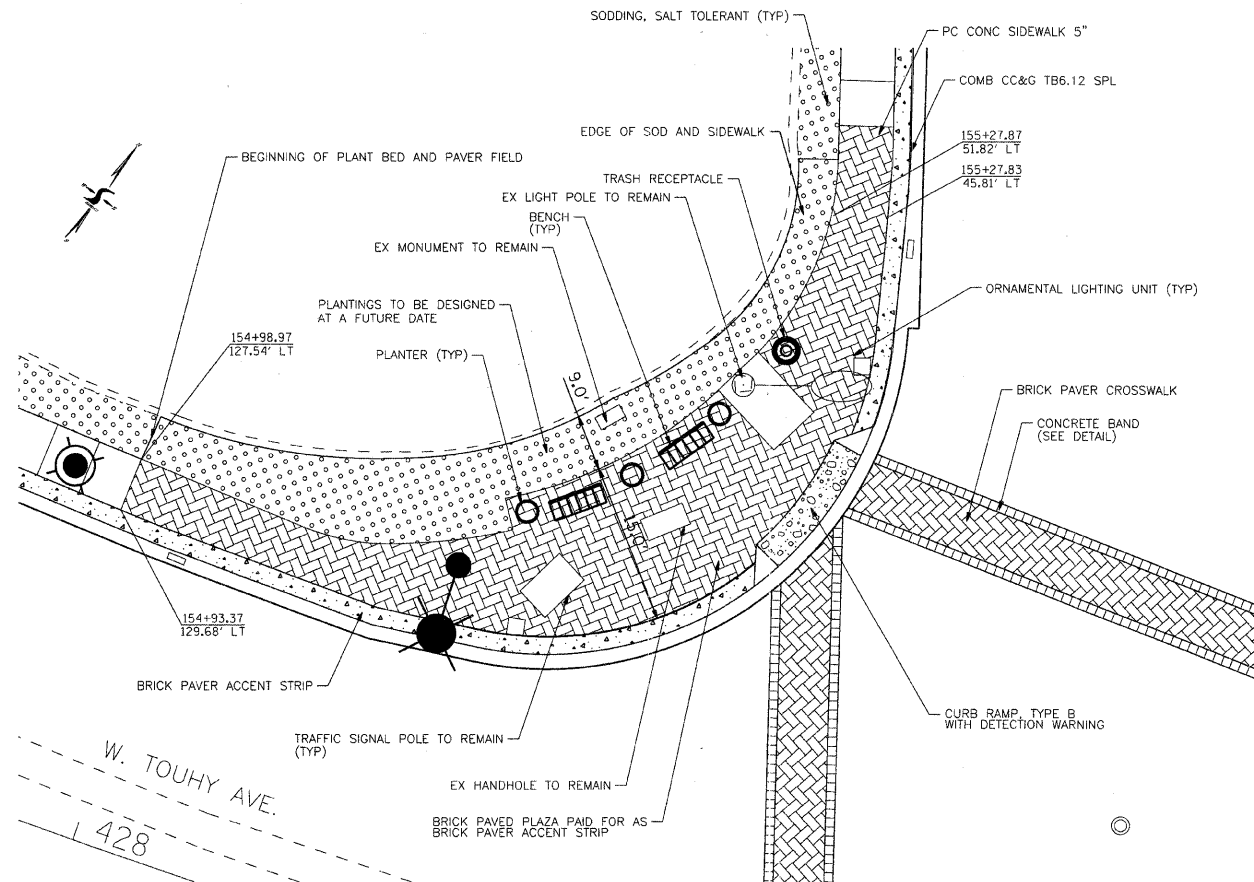 SODDING, SALT TOLERANT (TYP)
PC CONC SIDEWALK 5"
COMB CC&G TB6.12 SPL
EDGE OF SOD AND SIDEWALK
155+27.87
51.82' LT
BEGINNING OF PLANT BED AND PAVER FIELD
155+27.83
45.81' LT
TRASH RECEPTACLE
EX LIGHT POLE TO REMAIN
BENCH
(TYP)
EX MONUMENT TO REMAIN
ORNAMENTAL LIGHTING UNIT (TYP)
PLANTINGS TO BE DESIGNED
AT A FUTURE DATE
154+98.97
127.54' LT
PLANTER (TYP)
9.0'
BRICK PAVER CROSSWALK
CONCRETE BAND
(SEE DETAIL)
15.0'
154+93.37
129.68' LT
BRICK PAVER ACCENT STRIP
CURB RAMP, TYPE B
WITH DETECTION WARNING
TRAFFIC SIGNAL POLE TO REMAIN
(TYP)
W. TOUHY AVE.
EX HANDHOLE TO REMAIN
BRICK PAVED PLAZA PAID FOR AS
BRICK PAVER ACCENT STRIP
428